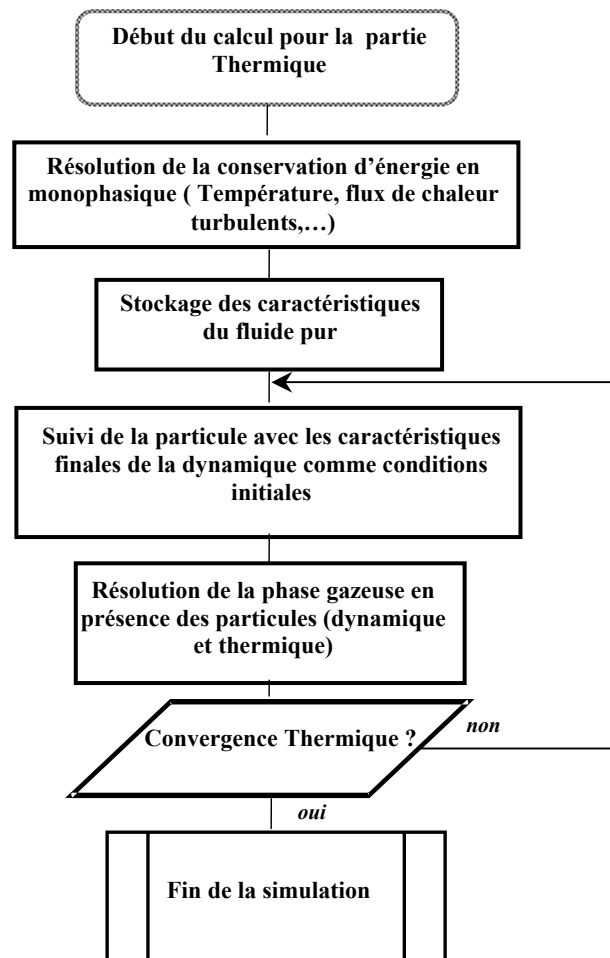 Début du calcul pour la partie
Thermique
Résolution de la conservation d'énergie en
monophasique ( Température, flux de chaleur
turbulents,…)
Stockage des caractéristiques
du fluide pur
Suivi de la particule avec les caractéristiques
finales de la dynamique comme conditions
initiales
Résolution de la phase gazeuse en
présence des particules (dynamique
et thermique)
Convergence Thermique ?
non
oui
Fin de la simulation